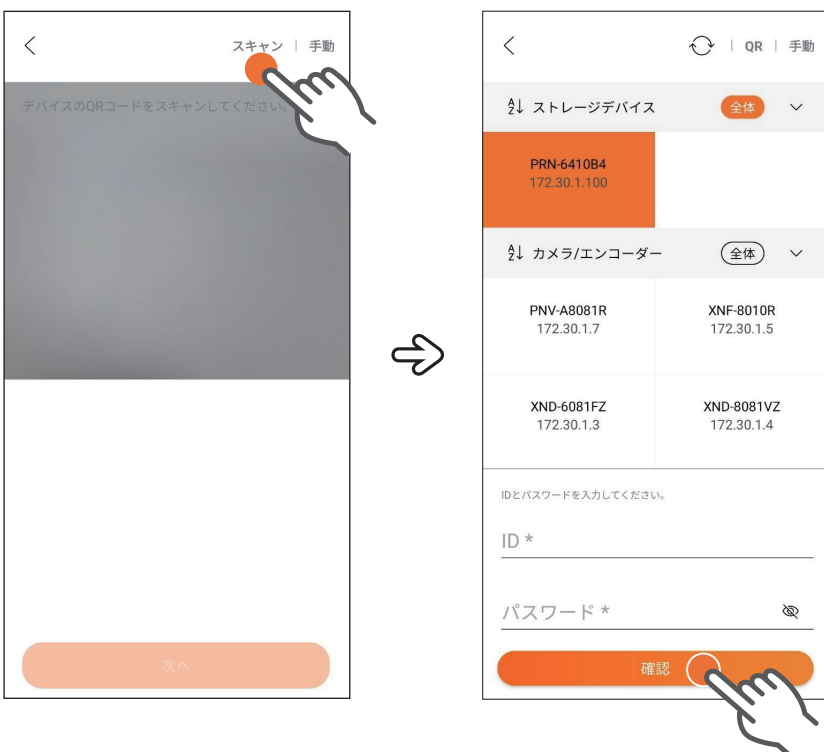 スキャン | 手動
デバイスのQRコードをスキャンしてください。
次へ
QR | 手動
ストレージデバイス 全体
PRN-6410B4
172.30.1.100
カメラ/エンコーダー 全体
PNV-A8081R
172.30.1.7
XNF-8010R
172.30.1.5
XND-6081FZ
172.30.1.3
XND-8081VZ
172.30.1.4
IDとパスワードを入力してください。
ID *
パスワード *
確認